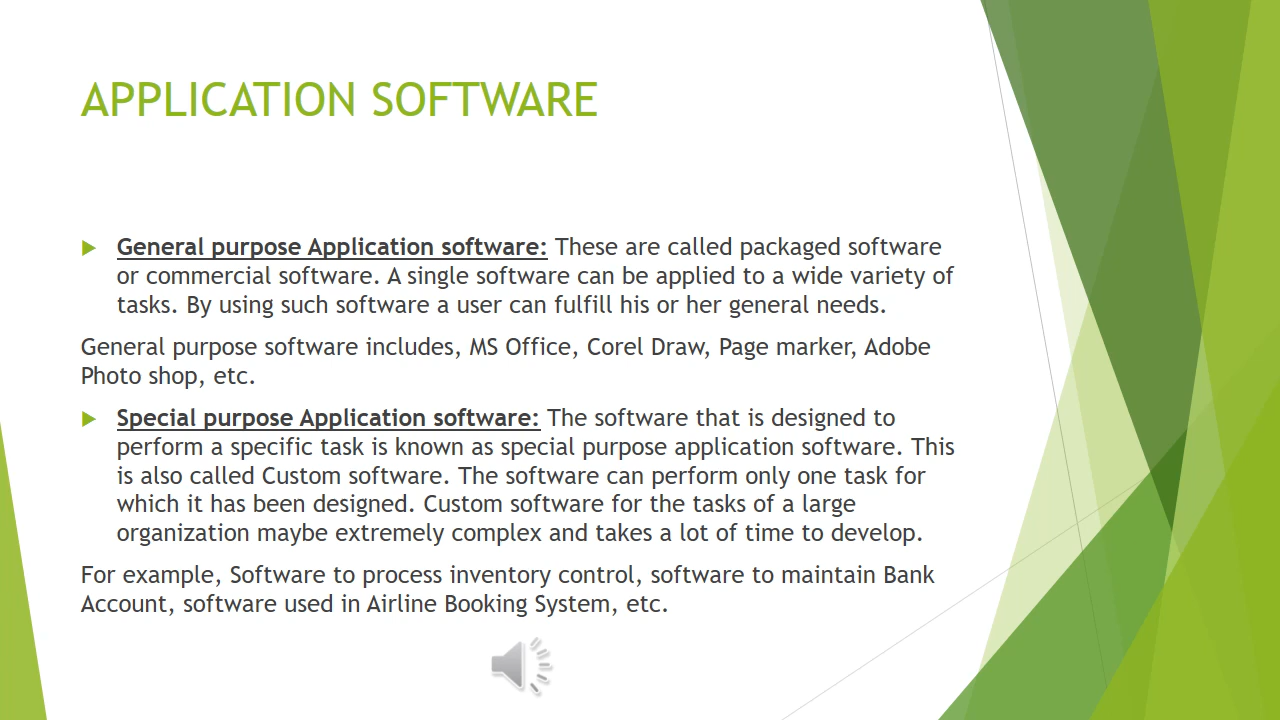 APPLICATION SOFTWARE
General purpose Application software: These are called packaged software
or commercial software. A single software can be applied to a wide variety of
tasks. By using such software a user can fulfill his or her general needs.
General purpose software includes, MS Office, Corel Draw, Page marker, Adobe
Photo shop, etc.
Special purpose Application software: The software that is designed to
perform a specific task is known as special purpose application software. This
is also called Custom software. The software can perform only one task for
which it has been designed. Custom software for the tasks of a large
organization maybe extremely complex and takes a lot of time to develop.
For example, Software to process inventory control, software to maintain Bank
Account, software used in Airline Booking System, etc.